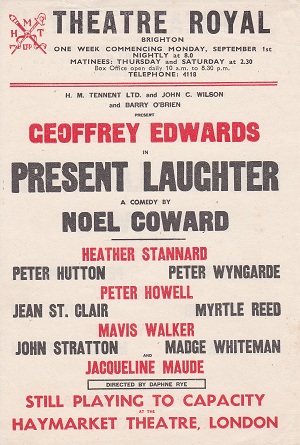 H M T
LTD
THEATRE ROYAL
BRIGHTON
ONE WEEK COMMENCING MONDAY, SEPTEMBER 1st
NIGHTLY at 8.0
MATINEES: THURSDAY and SATURDAY at 2.30
Box Office open daily 10 a.m. to 8.30 p.m.
TELEPHONE: 4118
H. M. TENNENT LTD. and JOHN C. WILSON
and BARRY O'BRIEN
PRESENT
GEOFFREY EDWARDS
IN
PRESENT LAUGHTER
A COMEDY BY
NOEL COWARD
HEATHER STANNARD
PETER HUTTON PETER WYNGARDE
PETER HOWELL
JEAN ST. CLAIR MYRTLE REED
MAVIS WALKER
JOHN STRATTON MADGE WHITEMAN
AND
JACQUELINE MAUDE
DIRECTED BY DAPHNE RYE
STILL PLAYING TO CAPACITY
AT THE
HAYMARKET THEATRE, LONDON